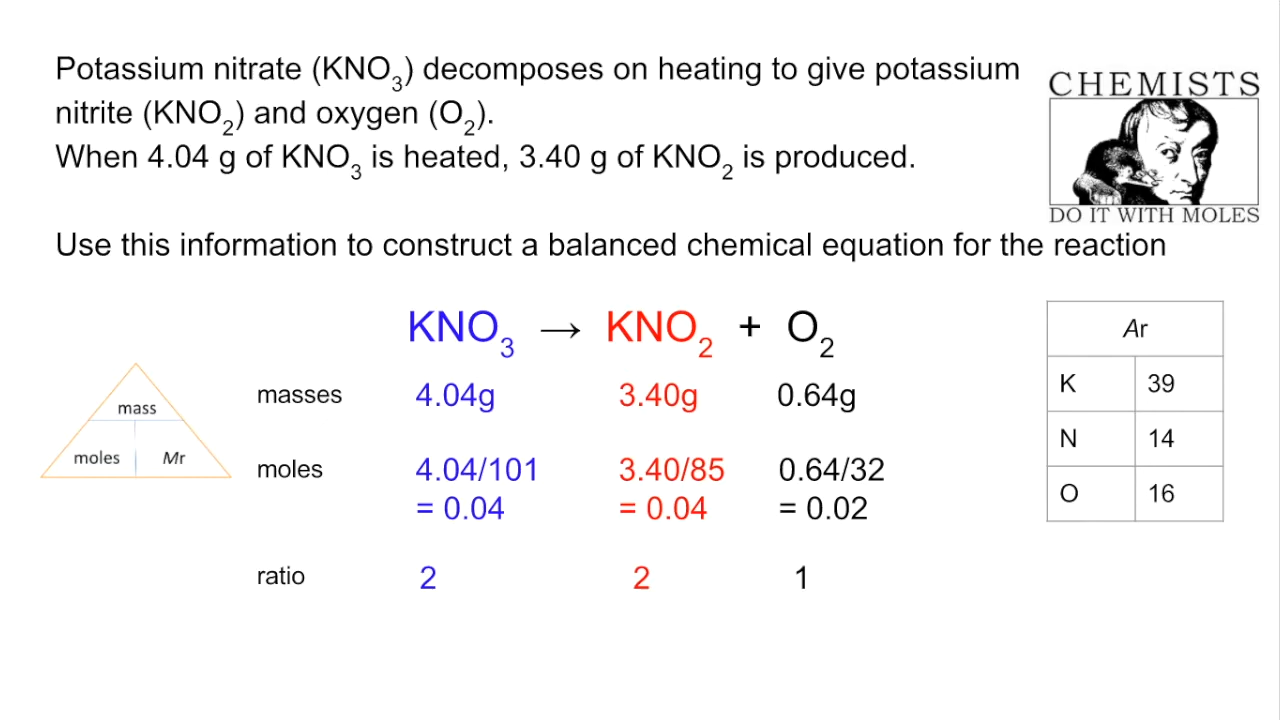 Potassium nitrate (KNO₃) decomposes on heating to give potassium
nitrite (KNO₂) and oxygen (O₂).
When 4.04 g of KNO₃ is heated, 3.40 g of KNO₂ is produced.
CHEMISTS
DO IT WITH MOLES
Use this information to construct a balanced chemical equation for the reaction
KNO₃ → KNO₂ + O₂
masses 4.04g 3.40g 0.64g
moles 4.04/101 3.40/85 0.64/32
= 0.04 = 0.04 = 0.02
ratio 2 2 1
mass
moles Mr
Ar
K 39
N 14
O 16